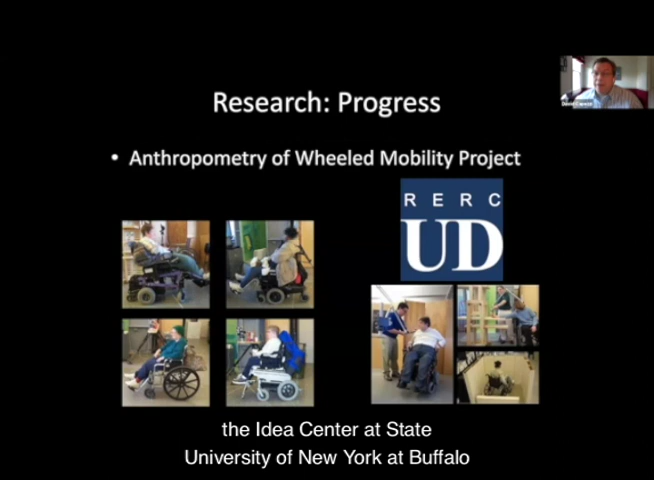 Research: Progress
• Anthropometry of Wheeled Mobility Project
R E R C
UD
the Idea Center at State
University of New York at Buffalo